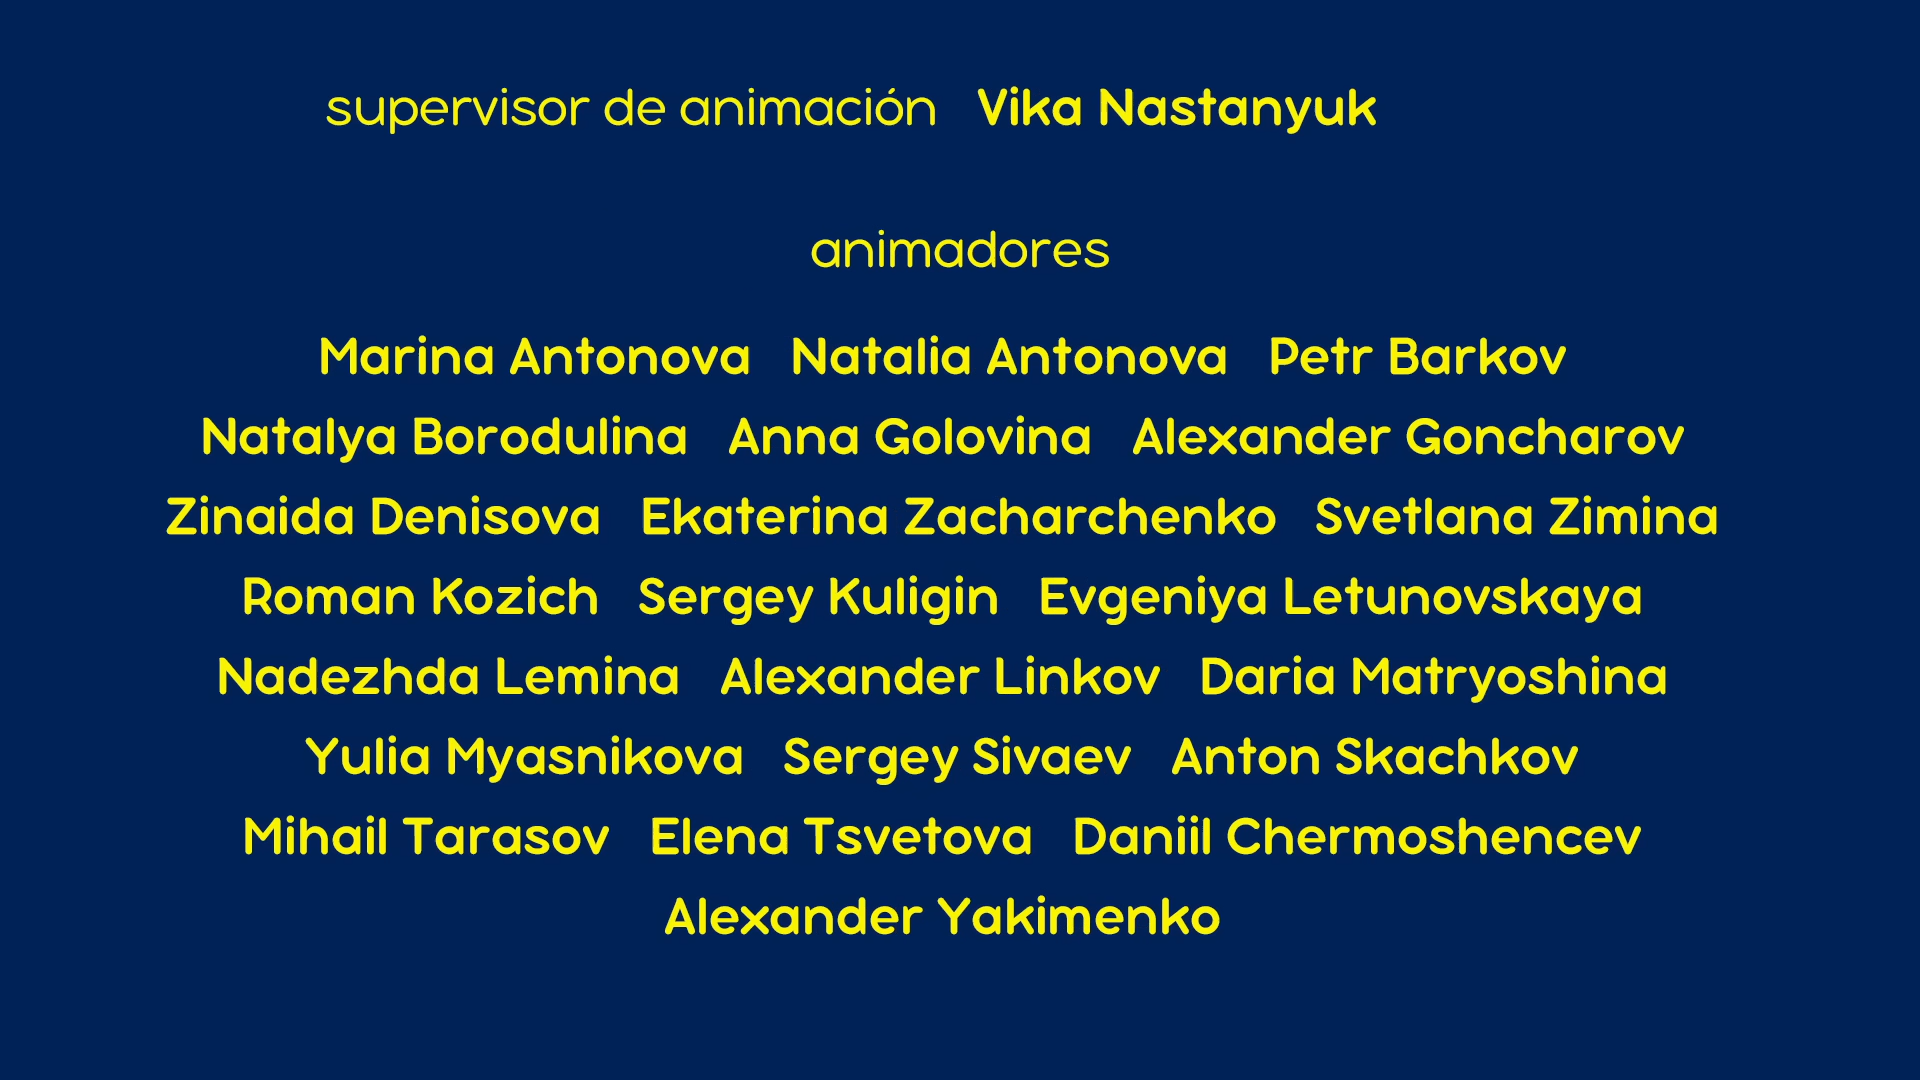 supervisor de animación Vika Nastanyuk
animadores
Marina Antonova Natalia Antonova Petr Barkov
Natalya Borodulina Anna Golovina Alexander Goncharov
Zinaida Denisova Ekaterina Zacharchenko Svetlana Zimina
Roman Kozich Sergey Kuligin Evgeniya Letunovskaya
Nadezhda Lemina Alexander Linkov Daria Matryoshina
Yulia Myasnikova Sergey Sivaev Anton Skachkov
Mihail Tarasov Elena Tsvetova Daniil Chermoshencev
Alexander Yakimenko